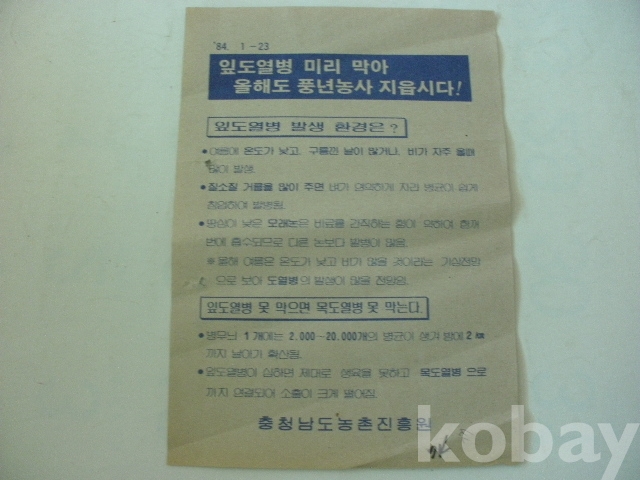 '84. 1-23
잎도열병 미리 막아
올해도 풍년농사 지읍시다!
잎도열병 발생 환경은?
• 여름에 온도가 낮고, 구름낀 날이 많거나, 비가 자주 올때
많이 발생.
• 질소질 거름을 많이 주면 벼가 연약하게 자라 병균이 쉽게
침입하여 발병됨.
• 땅심이 낮은 모래논은 비료를 간직하는 힘이 약하여 한꺼
번에 흡수되므로 다른 논보다 발병이 많음.
※ 올해 여름은 온도가 낮고 비가 많을 것이라는 기상전망
으로 보아 도열병의 발생이 많을 전망임.
잎도열병 못 막으면 목도열병 못 막는다.
• 병무늬 1개에는 2,000~20,000개의 병균이 생겨 밤에 2㎞
까지 날아가 확산됨.
• 잎도열병이 심하면 제대로 생육을 못하고 목도열병으로
까지 연결되어 소출이 크게 떨어짐.
충청남도농촌진흥원
kobay